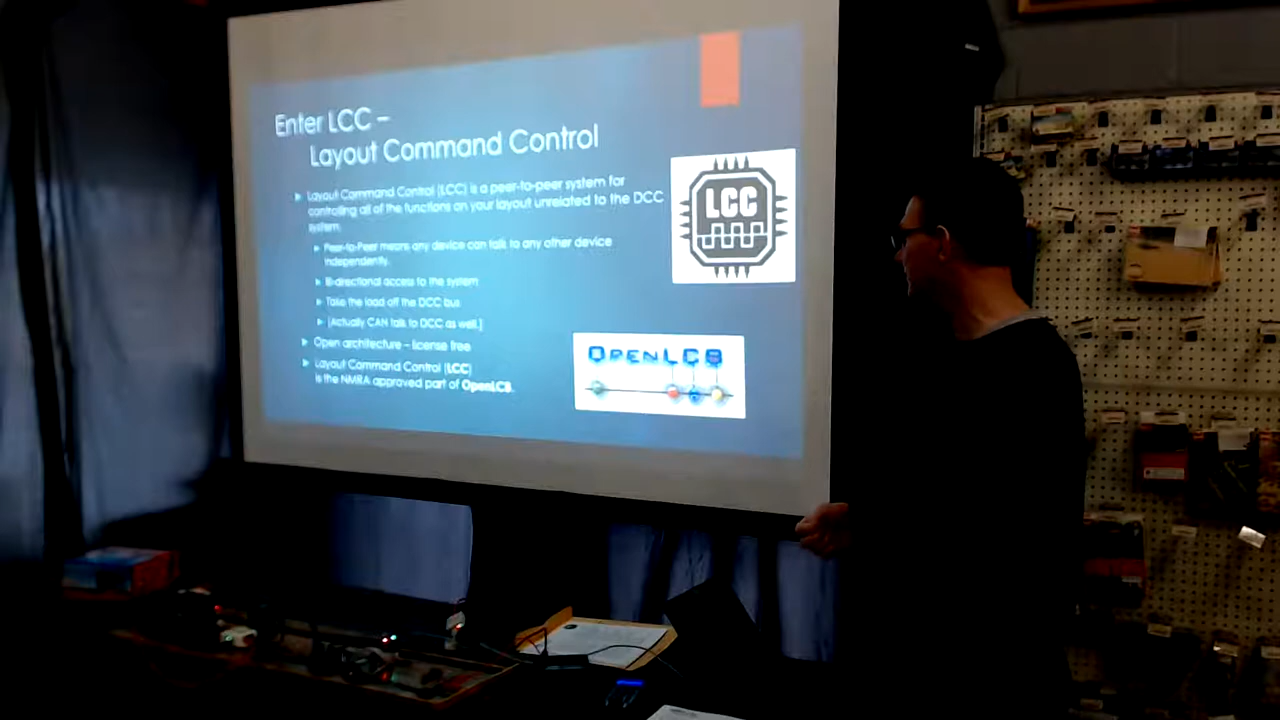 Enter LCC –
Layout Command Control
Layout Command Control (LCC) is a peer-to-peer system for
controlling all of the functions on your layout unrelated to the DCC
system.
Peer-to-Peer means any device can talk to any other device
independently.
Bi-directional access to the system
Take the load off the DCC bus
[Actually CAN talk to DCC as well.]
Open architecture – license free
Layout Command Control (LCC)
is the NMRA approved part of OpenLCB.
LCC
OPENLCB